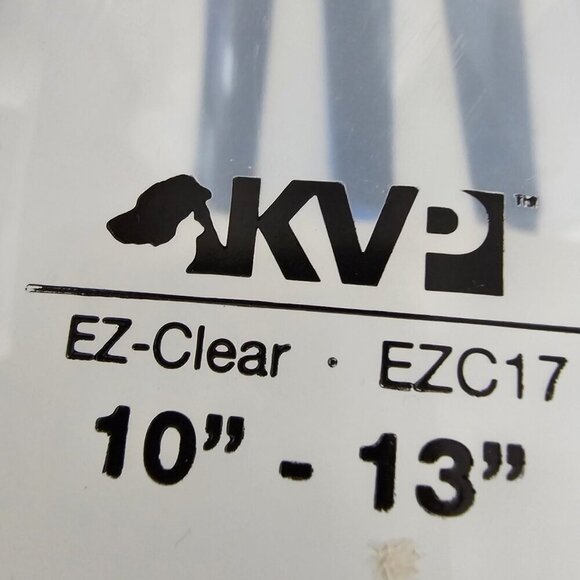 KVP™
EZ-Clear · EZC17
10” - 13”